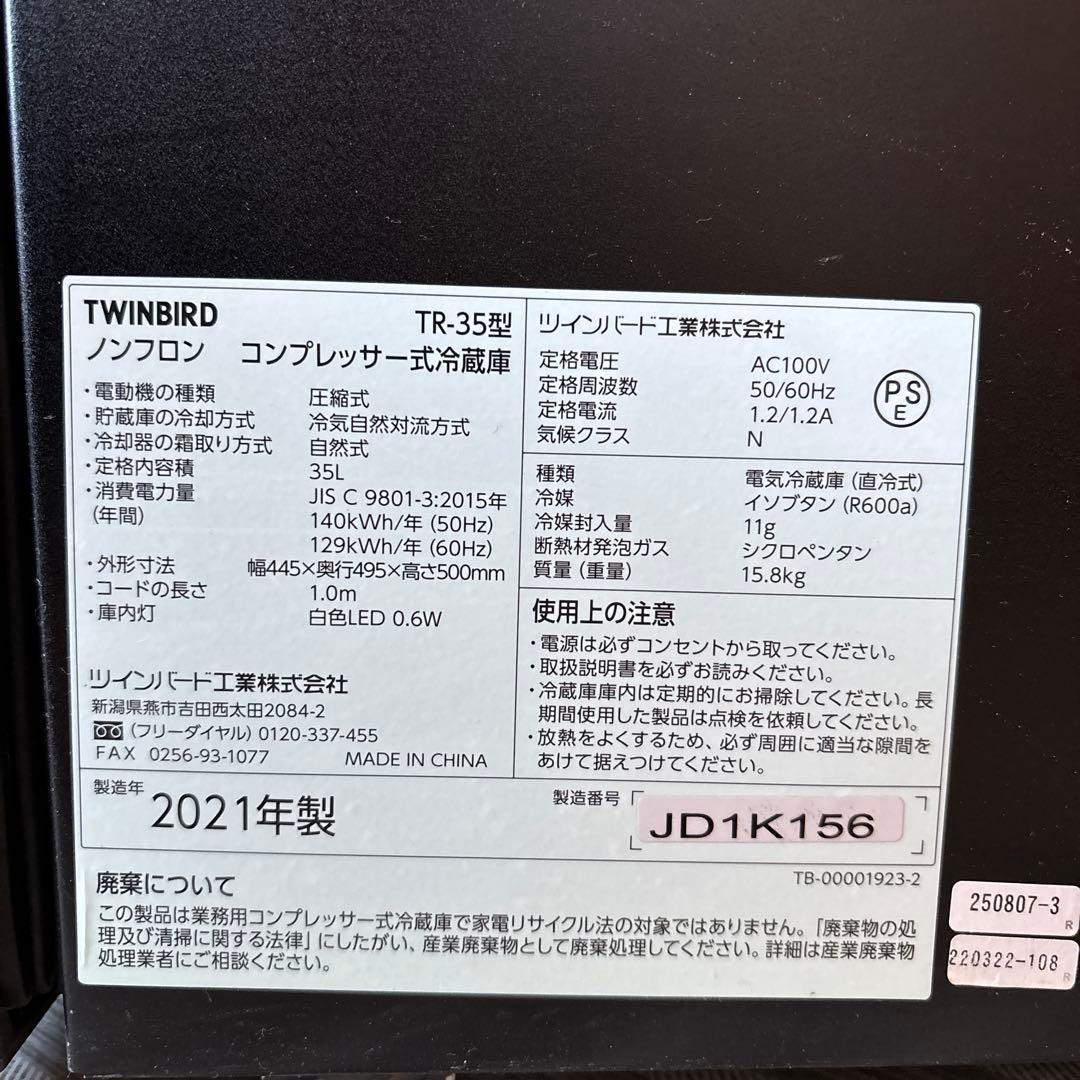 TWINBIRD
TR-35型
ノンフロン コンプレッサー式冷蔵庫
・電動機の種類 圧縮式
・貯蔵庫の冷却方式 冷気自然対流方式
・冷却器の霜取り方式 自然式
・定格内容積 35L
・消費電力量 JIS C 9801-3:2015年
(年間) 140kWh/年 (50Hz)
129kWh/年 (60Hz)
・外形寸法 幅445×奥行495×高さ500mm
・コードの長さ 1.0m
・庫内灯 白色LED 0.6W
ツインバード工業株式会社
新潟県燕市吉田西太田2084-2
(フリーダイヤル) 0120-337-455
FAX 0256-93-1077 MADE IN CHINA
ツインバード工業株式会社
定格電圧 AC100V
定格周波数 50/60Hz
定格電流 1.2/1.2A
気候クラス N
PS
E
種類 電気冷蔵庫 (直冷式)
冷媒 イソブタン (R600a)
冷媒封入量 11g
断熱材発泡ガス シクロペンタン
質量 (重量) 15.8kg
使用上の注意
・電源は必ずコンセントから取ってください。
・取扱説明書を必ずお読みください。
・冷蔵庫庫内は定期的にお掃除してください。長
期間使用した製品は点検を依頼してください。
・放熱をよくするため、必ず周囲に適当な隙間を
あけて据えつけてください。
製造年 2021年製
製造番号 JD1K156
TB-00001923-2
廃棄について
この製品は業務用コンプレッサー式冷蔵庫で家電リサイクル法の対象ではありません。「廃棄物の処
理及び清掃に関する法律」にしたがい、産業廃棄物として廃棄処理してください。詳細は産業廃棄物
処理業者にご相談ください。
250807-3
R
220322-108
R